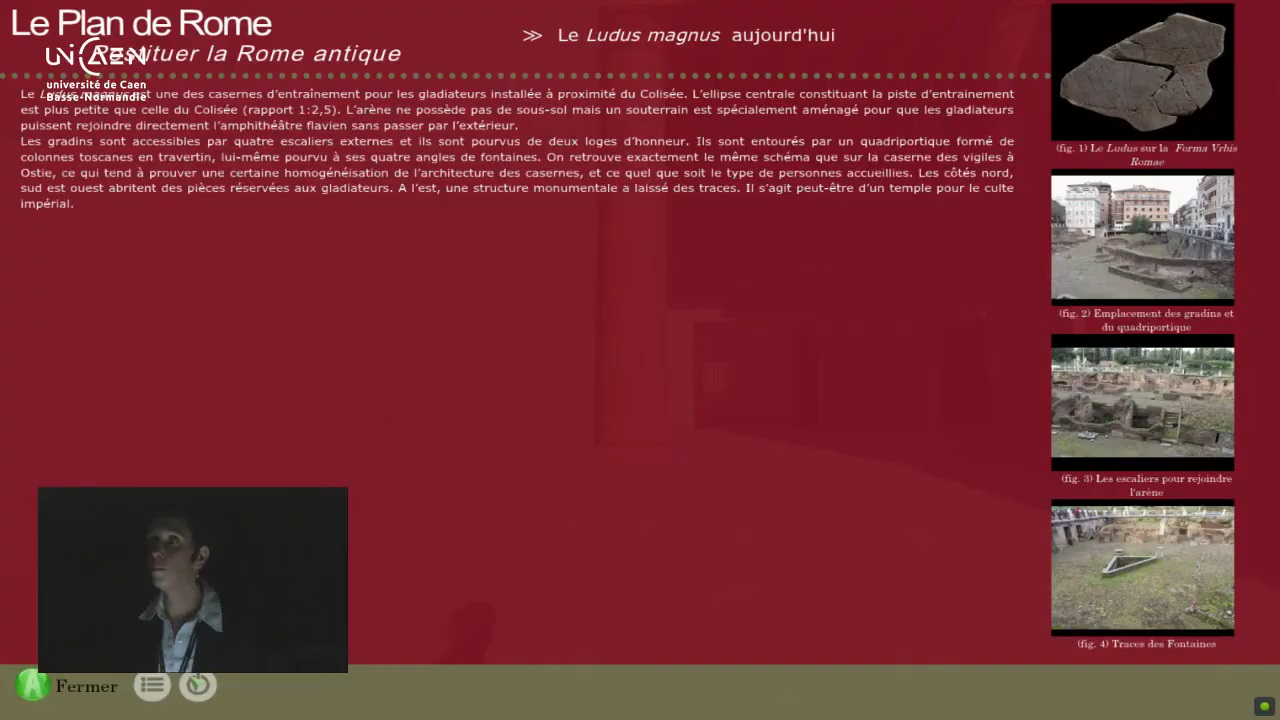 Le Plan de Rome
Restituer la Rome antique
≫ Le Ludus magnus aujourd'hui
UNICAEN
université de Caen
Basse-Normandie
Le Ludus magnus est une des casernes d’entraînement pour les gladiateurs installée à proximité du Colisée. L’ellipse centrale constituant la piste d’entrainement
est plus petite que celle du Colisée (rapport 1:2,5). L’arène ne possède pas de sous-sol mais un souterrain est spécialement aménagé pour que les gladiateurs
puissent rejoindre directement l’amphithéâtre flavien sans passer par l’extérieur.
Les gradins sont accessibles par quatre escaliers externes et ils sont pourvus de deux loges d’honneur. Ils sont entourés par un quadriportique formé de
colonnes toscanes en travertin, lui-même pourvu à ses quatre angles de fontaines. On retrouve exactement le même schéma que sur la caserne des vigiles à
Ostie, ce qui tend à prouver une certaine homogénéisation de l’architecture des casernes, et ce quel que soit le type de personnes accueillies. Les côtés nord,
sud est ouest abritent des pièces réservées aux gladiateurs. A l’est, une structure monumentale a laissé des traces. Il s’agit peut-être d’un temple pour le culte
impérial.
(fig. 1) Le Ludus sur la Forma Vrbis
Romae
(fig. 2) Emplacement des gradins et
du quadriportique
(fig. 3) Les escaliers pour rejoindre
l'arène
(fig. 4) Traces des Fontaines
A Fermer